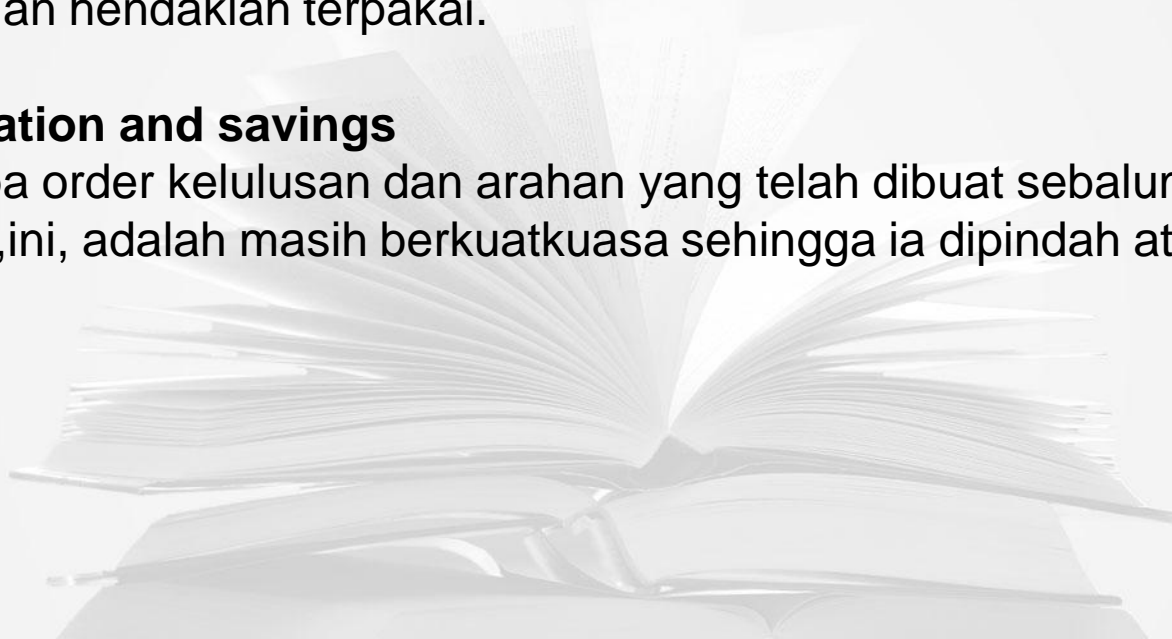 an hendaklah terpakai.
ation and savings
a order kelulusan dan arahan yang telah dibuat sebalum
,ini, adalah masih berkuatkuasa sehingga ia dipindah at